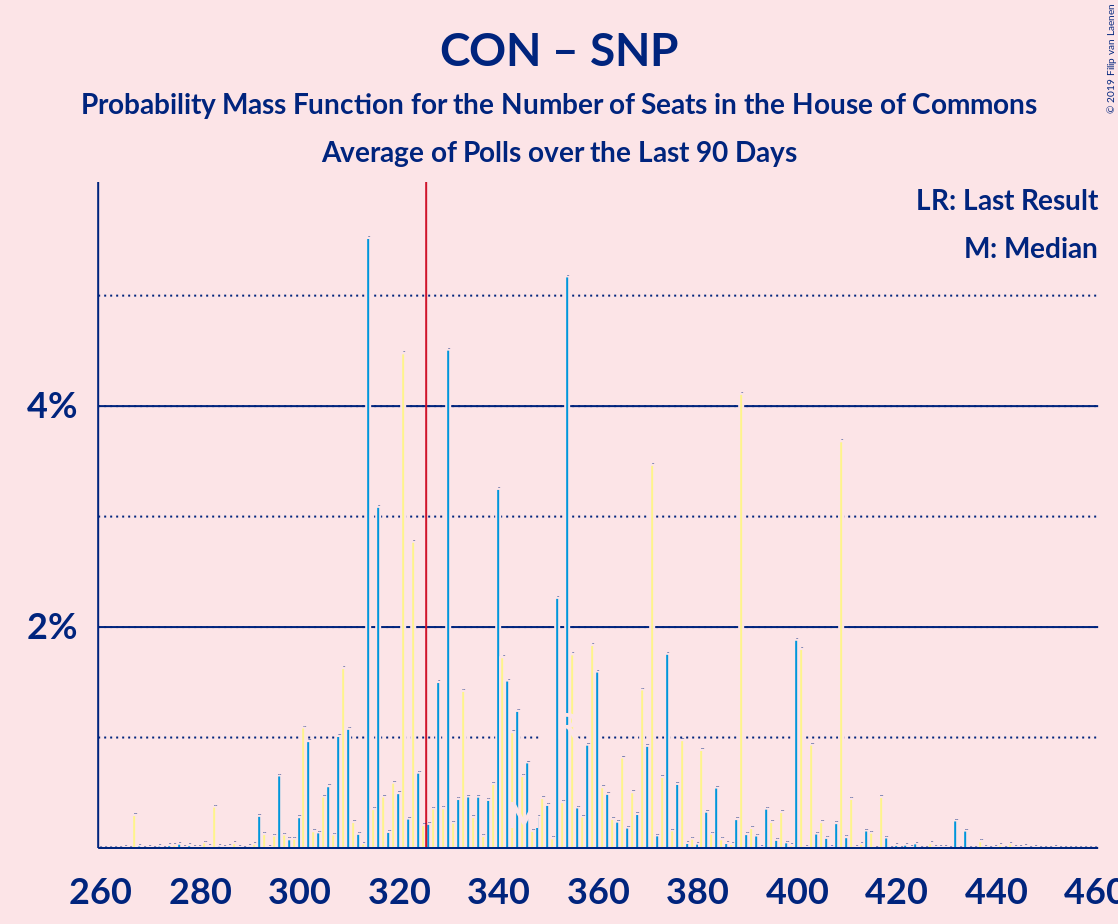 CON – SNP
Probability Mass Function for the Number of Seats in the House of Commons
Average of Polls over the Last 90 Days
© 2019 Filip van Laenen
LR: Last Result
M: Median
4%
2%
260 280 300 320 340 360 380 400 420 440 460